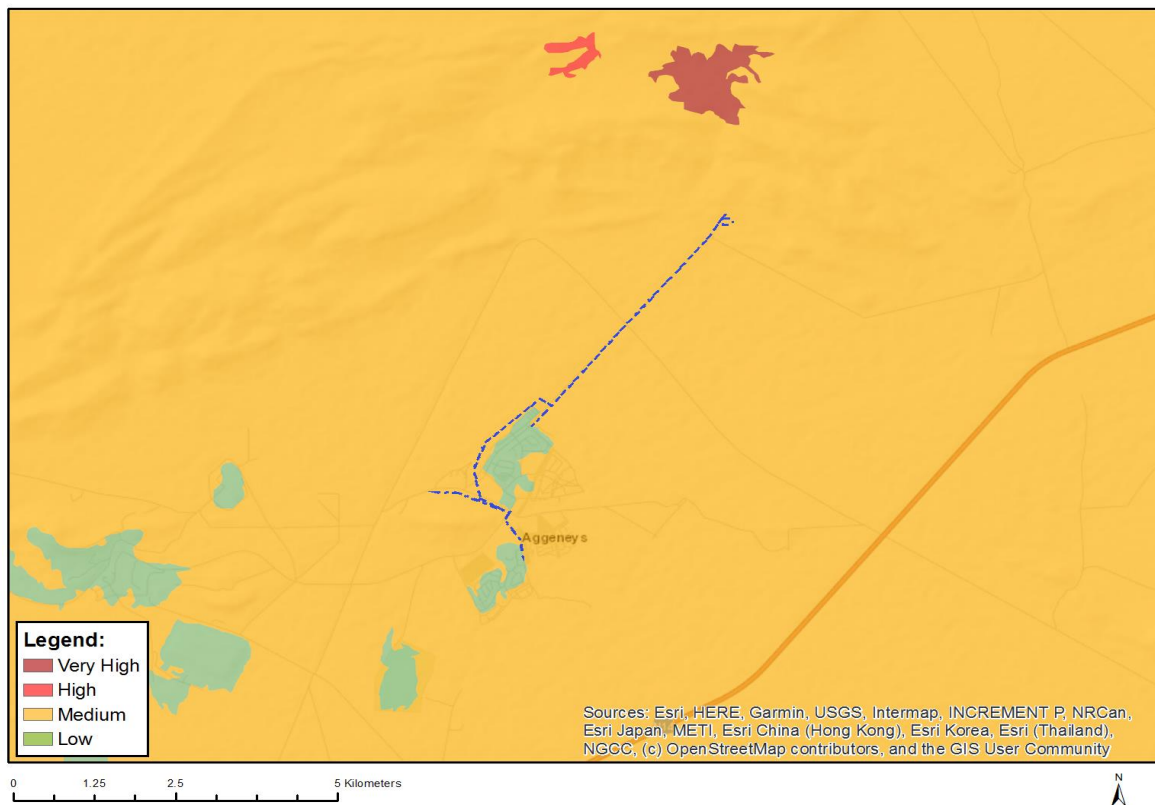 Aggeneys
Legend:
Very High
High
Medium
Low
Sources: Esri, HERE, Garmin, USGS, Intermap, INCREMENT P, NRCan,
Esri Japan, METI, Esri China (Hong Kong), Esri Korea, Esri (Thailand),
NGCC, (c) OpenStreetMap contributors, and the GIS User Community
0 1.25 2.5 5 Kilometers
N